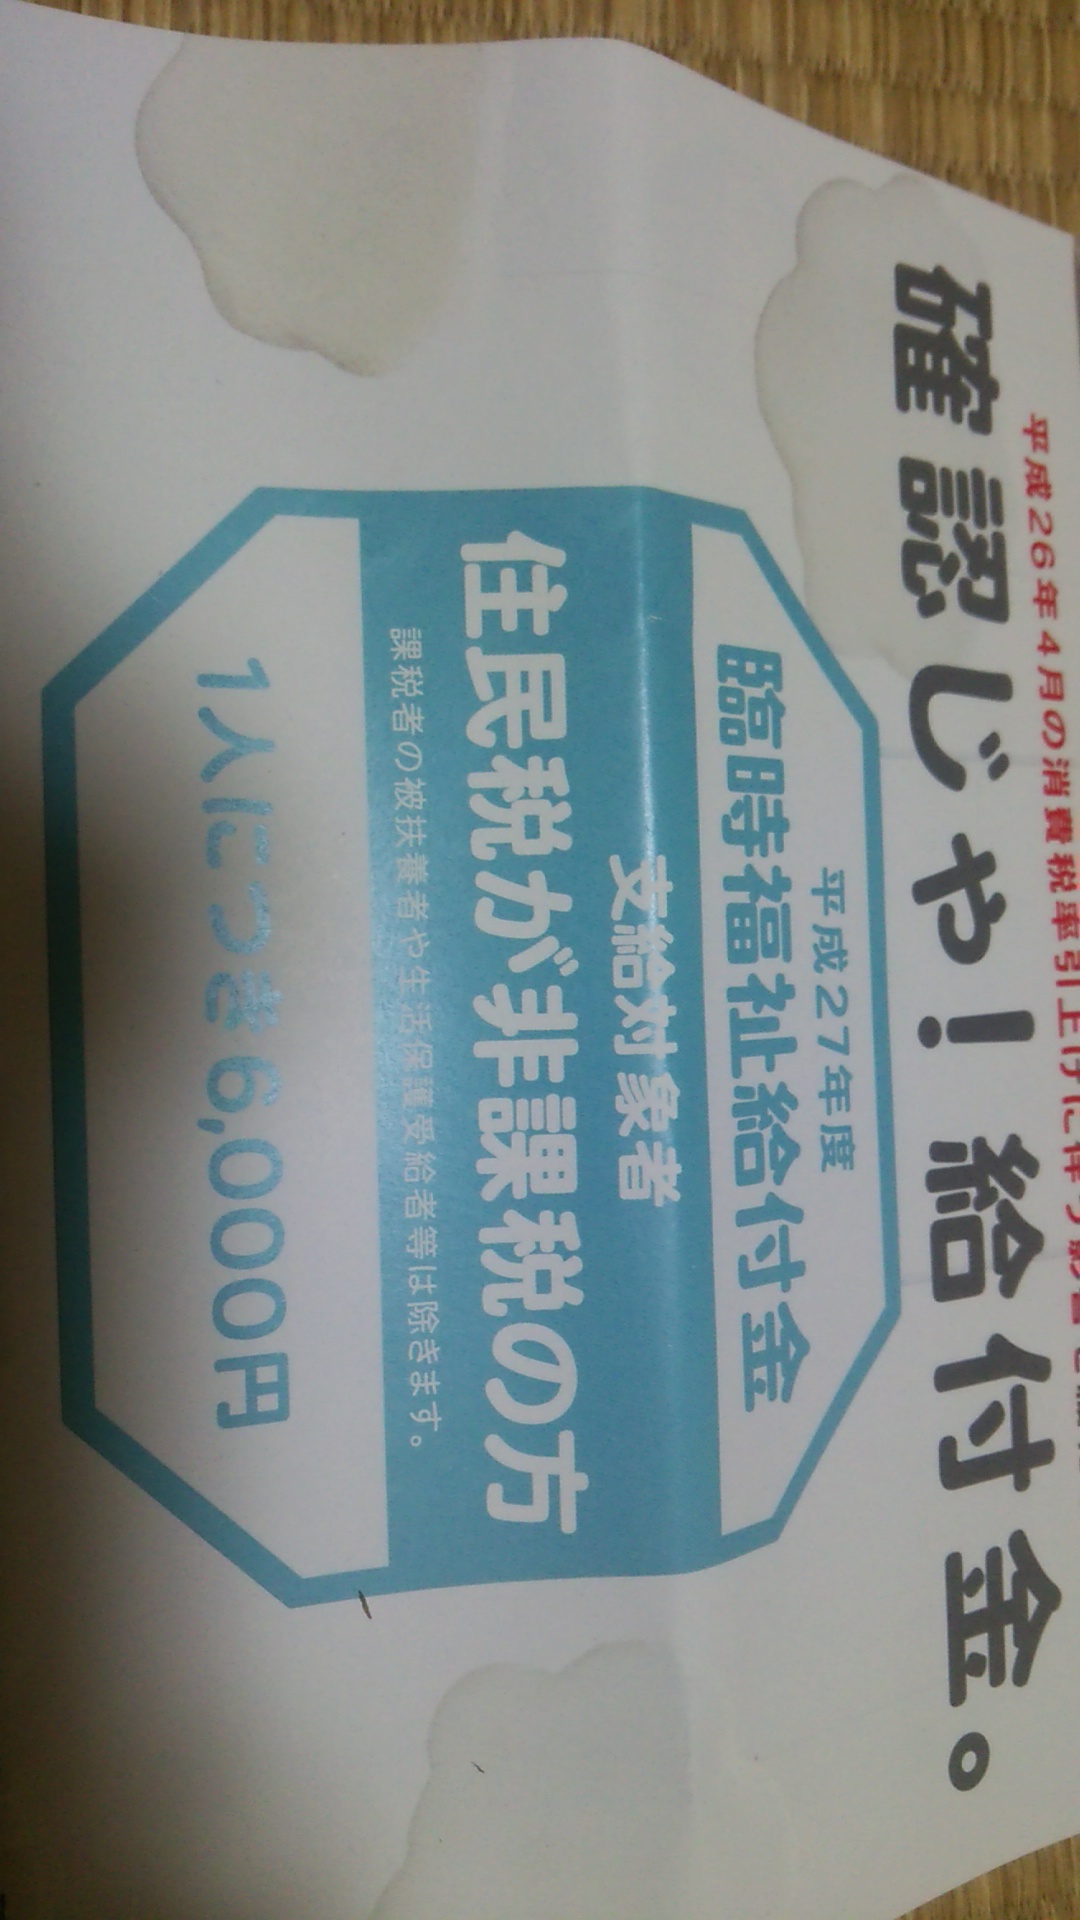 平成26年4月の消費税率引上げに伴う影響を
確認じゃ!給付金。
平成27年度
臨時福祉給付金
支給対象者
住民税が非課税の方
課税者の被扶養者や生活保護受給者等は除きます。
1人につき6,000円